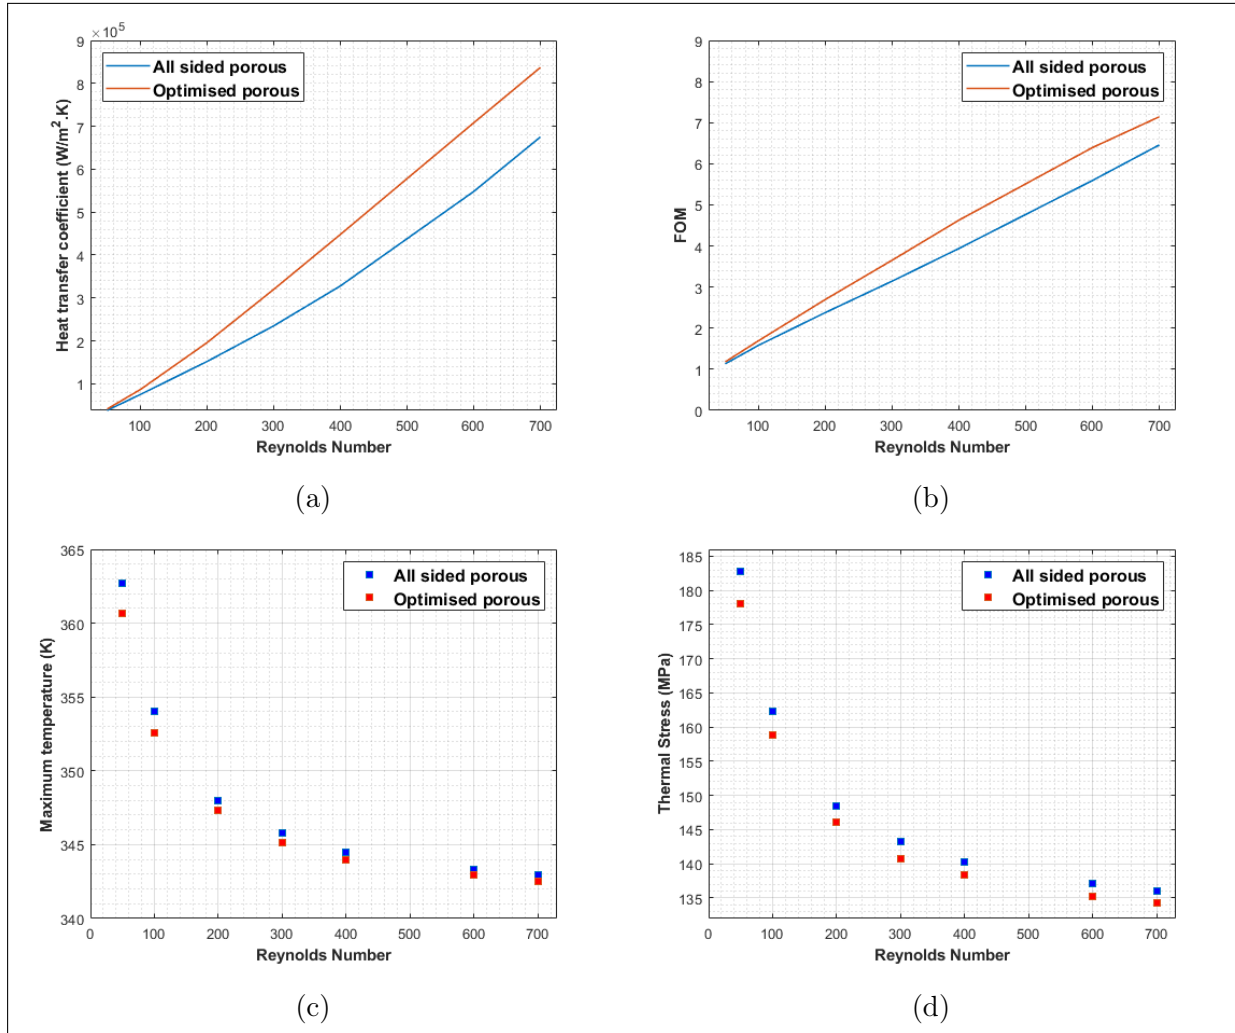 × 10^5
9
8
7
6
5
4
3
2
1
Heat transfer coefficient (W/m^2.K)
All sided porous
Optimised porous
100 200 300 400 500 600 700
Reynolds Number
(a)
9
8
7
6
5
4
3
2
1
0
FOM
All sided porous
Optimised porous
100 200 300 400 500 600 700
Reynolds Number
(b)
365
360
355
350
345
340
Maximum temperature (K)
All sided porous
Optimised porous
0 100 200 300 400 500 600 700
Reynolds Number
(c)
185
180
175
170
165
160
155
150
145
140
135
Thermal Stress (MPa)
All sided porous
Optimised porous
0 100 200 300 400 500 600 700
Reynolds Number
(d)